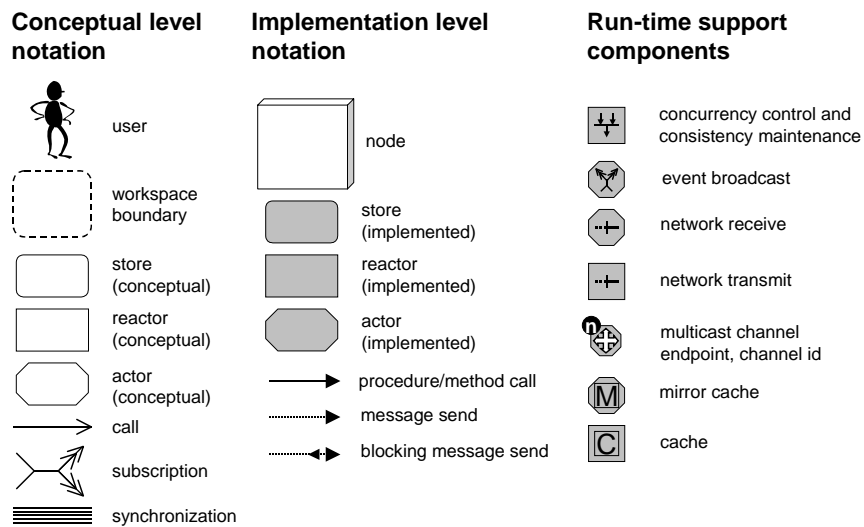 Conceptual level
notation
user
workspace
boundary
store
(conceptual)
reactor
(conceptual)
actor
(conceptual)
call
subscription
synchronization
Implementation level
notation
node
store
(implemented)
reactor
(implemented)
actor
(implemented)
procedure/method call
message send
blocking message send
Run-time support
components
concurrency control and
consistency maintenance
event broadcast
network receive
network transmit
n
multicast channel
endpoint, channel id
M
mirror cache
C
cache